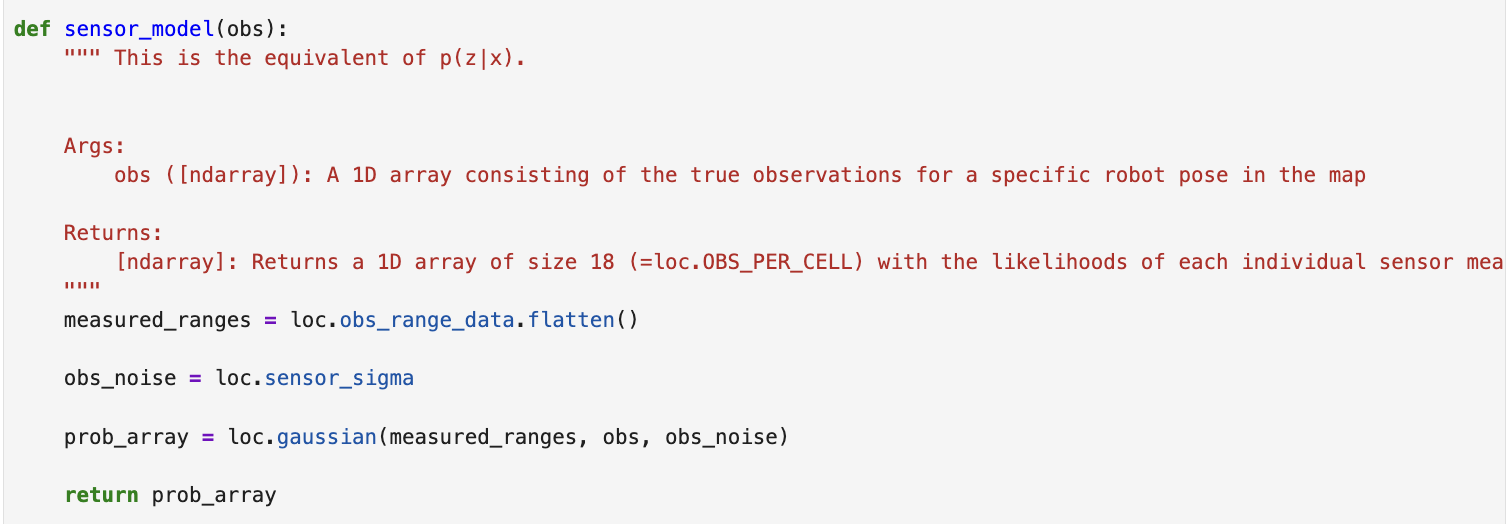 def sensor_model(obs):
    """ This is the equivalent of p(z|x).
    Args:
        obs ([ndarray]): A 1D array consisting of the true observations for a specific robot pose in the map
    Returns:
        [ndarray]: Returns a 1D array of size 18 (=loc.OBS_PER_CELL) with the likelihoods of each individual sensor mea
    """
    measured_ranges = loc.obs_range_data.flatten()
    obs_noise = loc.sensor_sigma
    prob_array = loc.gaussian(measured_ranges, obs, obs_noise)
    return prob_array